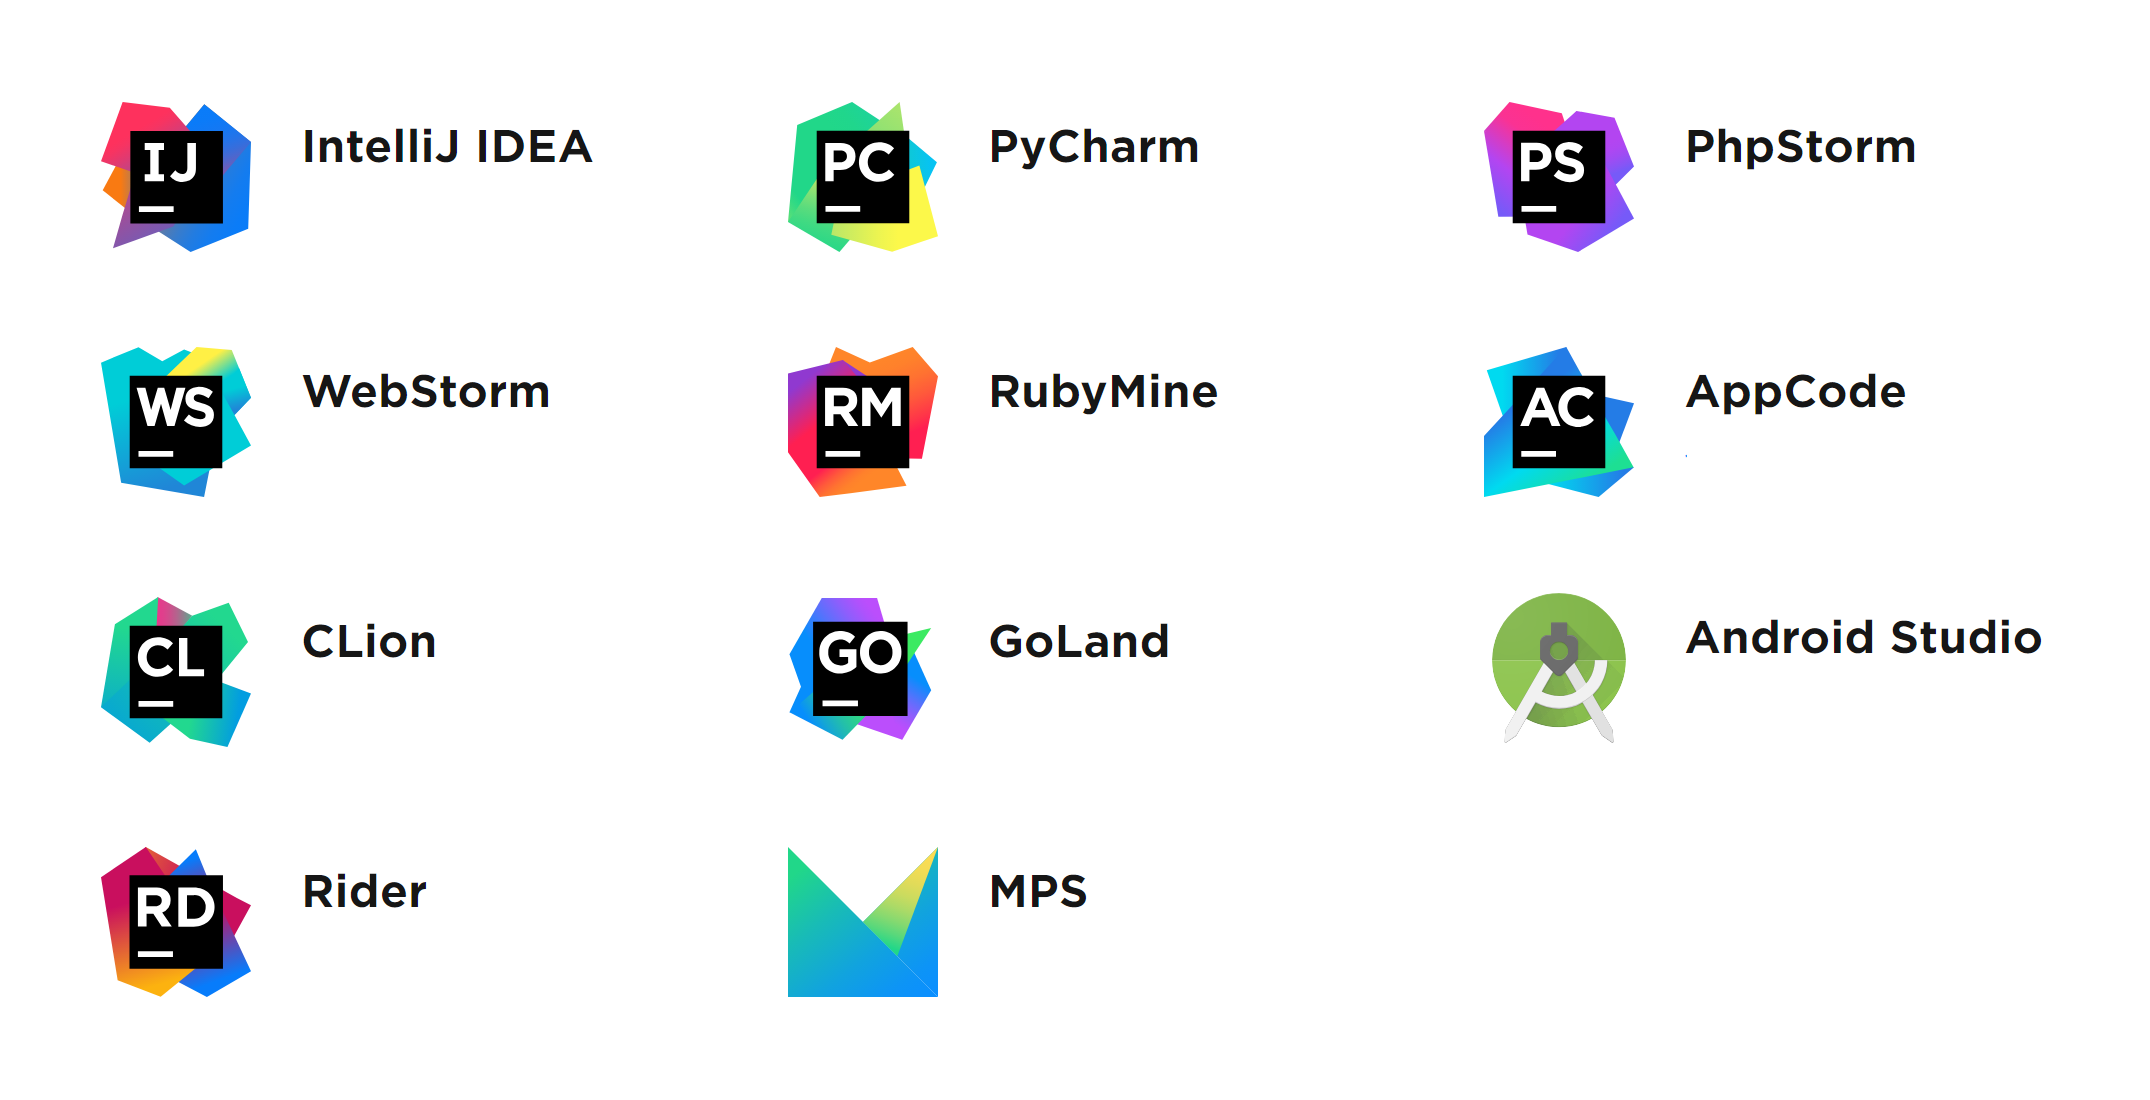 IJ IntelliJ IDEA
PC PyCharm
PS PhpStorm
WS WebStorm
RM RubyMine
AC AppCode
CL CLion
GO GoLand
Android Studio
RD Rider
MPS